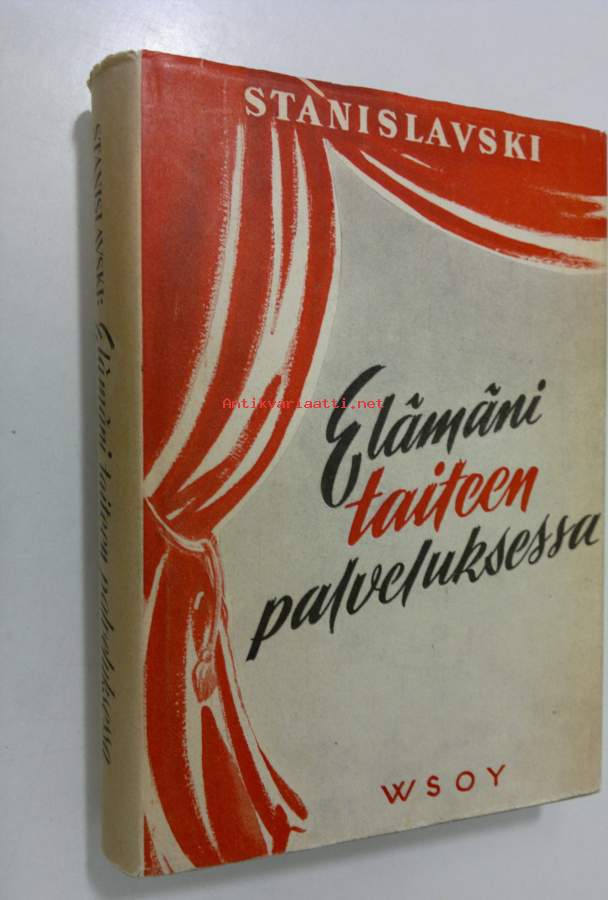 STANISLAVSKI
Elämäni
taiteen
palveluksessa
WSOY
STANISLAVSKI: Elämäni taiteen palveluksessa
Antikvariaatti.net